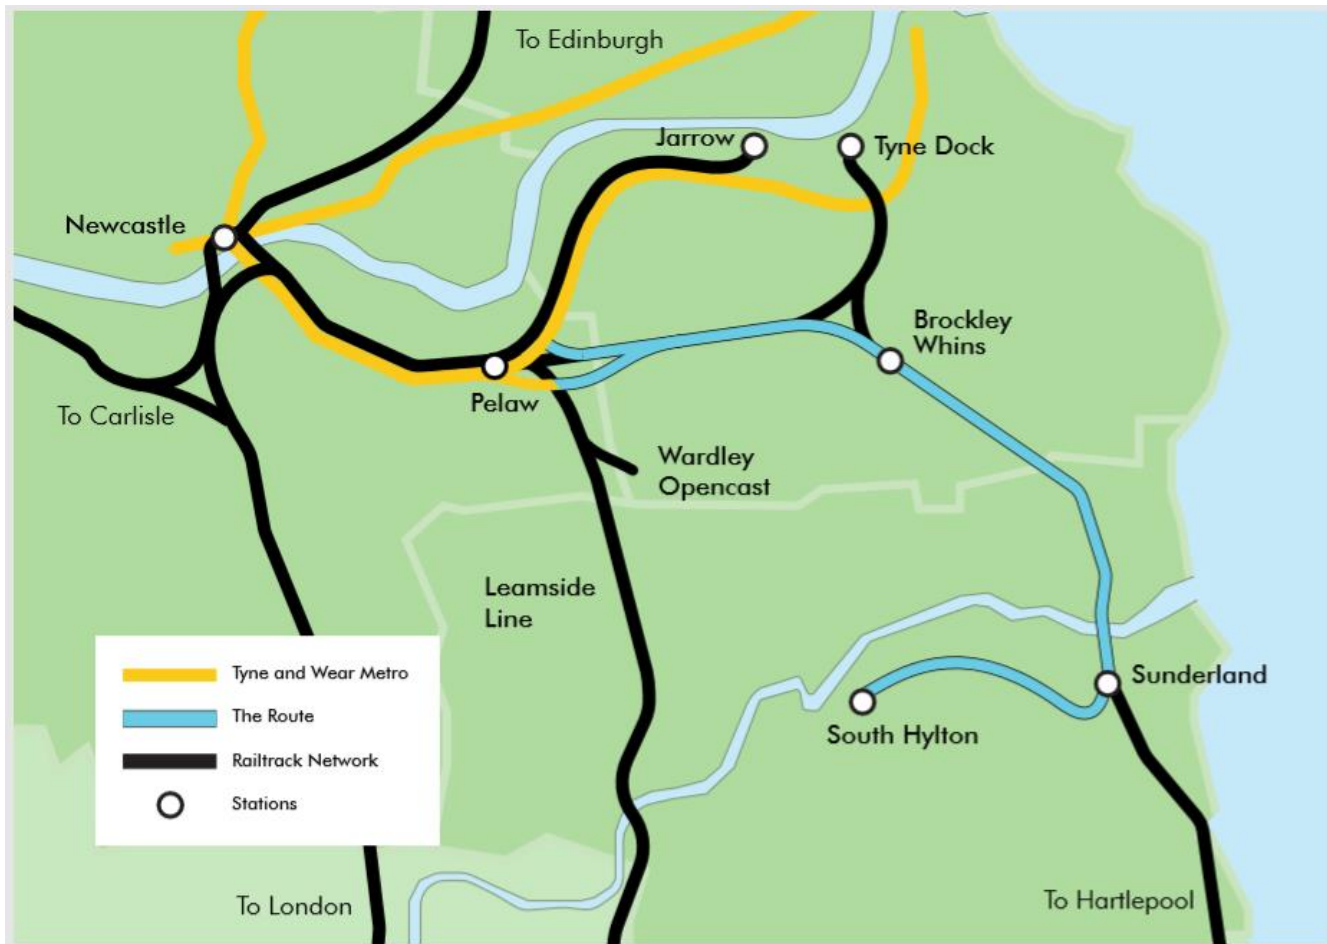 To Edinburgh
Jarrow
Tyne Dock
Newcastle
Brockley
Whins
Pelaw
To Carlisle
Wardley
Opencast
Leamside
Line
Tyne and Wear Metro
The Route
Railtrack Network
Stations
Sunderland
South Hylton
To London
To Hartlepool